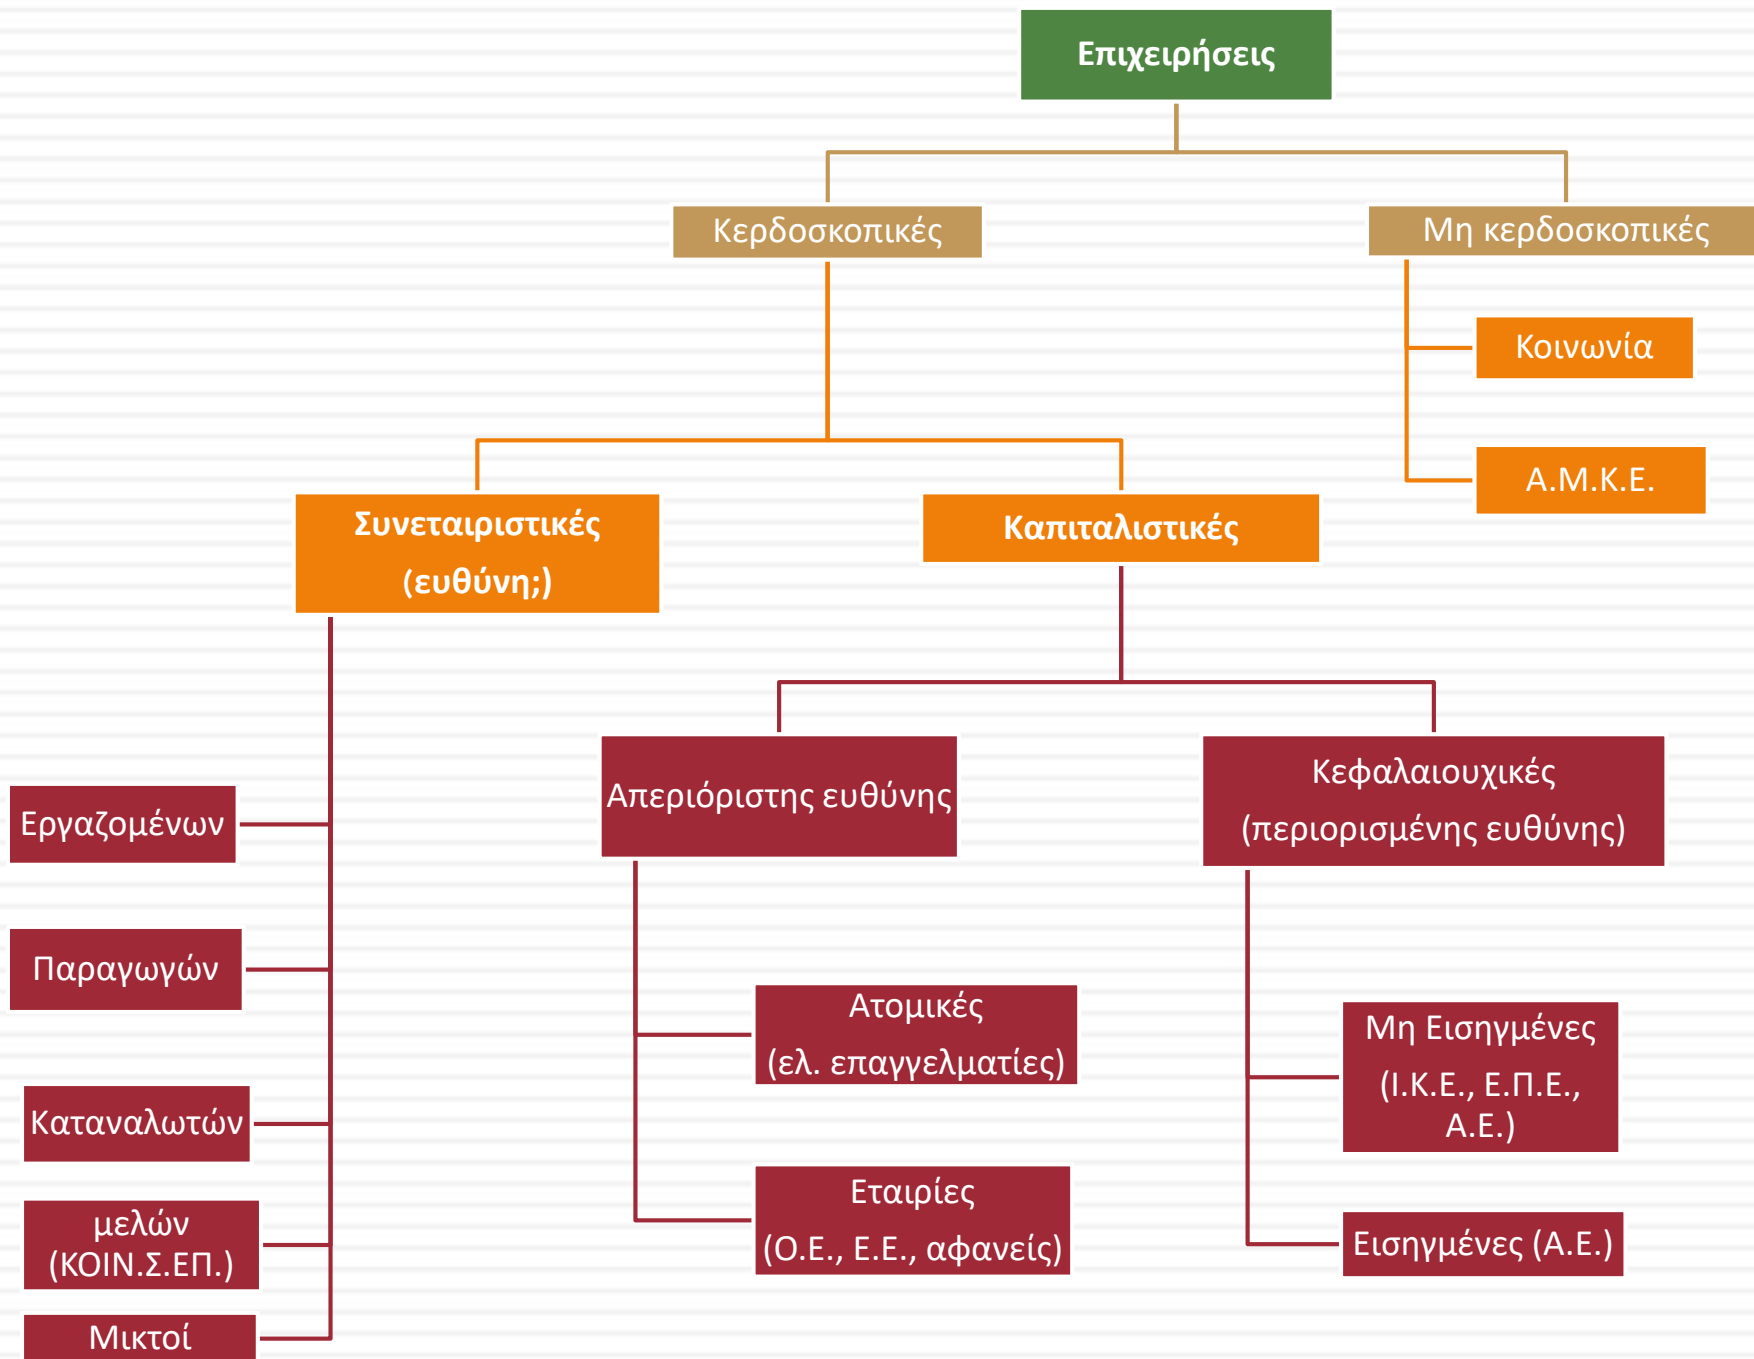 Επιχειρήσεις
Κερδοσκοπικές
Μη κερδοσκοπικές
Κοινωνία
Α.Μ.Κ.Ε.
Συνεταιριστικές
(ευθύνη;)
Καπιταλιστικές
Απεριόριστης ευθύνης
Κεφαλαιουχικές
(περιορισμένης ευθύνης)
Εργαζομένων
Παραγωγών
Καταναλωτών
μελών
(ΚΟΙΝ.Σ.ΕΠ.)
Μικτοί
Ατομικές
(ελ. επαγγελματίες)
Εταιρίες
(Ο.Ε., Ε.Ε., αφανείς)
Μη Εισηγμένες
(Ι.Κ.Ε., Ε.Π.Ε.,
Α.Ε.)
Εισηγμένες (Α.Ε.)